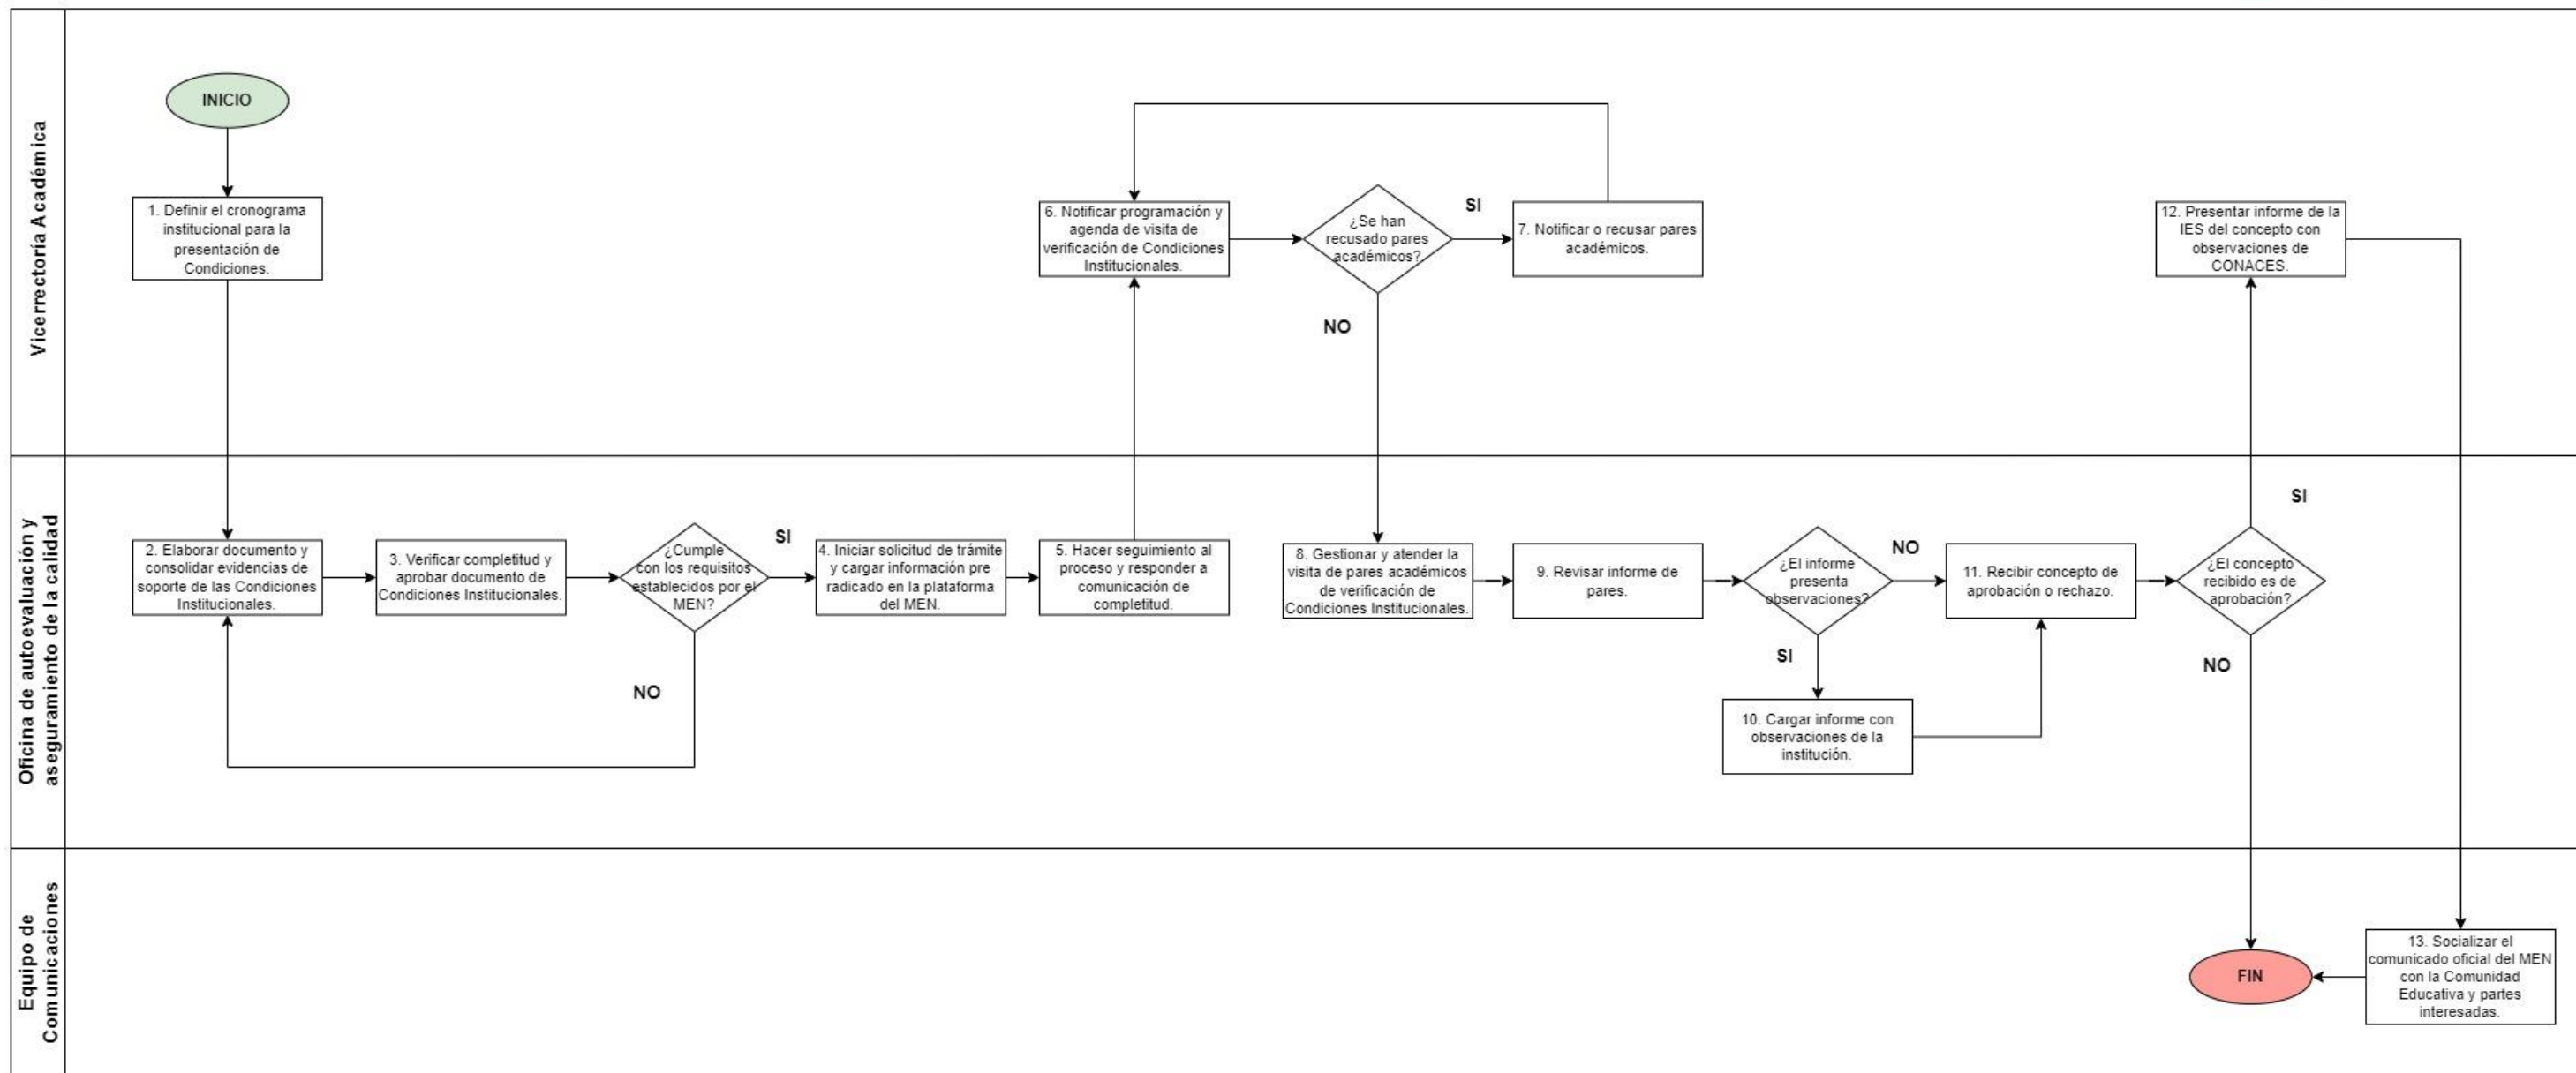 Vicerrectoría Académica
INICIO
1. Definir el cronograma
institucional para la
presentación de
Condiciones.
6. Notificar programación y
agenda de visita de
verificación de Condiciones
Institucionales.
¿Se han
recusado pares
académicos?
SI
NO
7. Notificar o recusar pares
académicos.
12. Presentar informe de la
IES del concepto con
observaciones de
CONACES.
Oficina de autoevaluación y
aseguramiento de la calidad
2. Elaborar documento y
consolidar evidencias de
soporte de las Condiciones
Institucionales.
3. Verificar completitud y
aprobar documento de
Condiciones Institucionales.
¿Cumple
con los requisitos
establecidos por el
MEN?
SI
NO
4. Iniciar solicitud de trámite
y cargar información pre
radicado en la plataforma
del MEN.
5. Hacer seguimiento al
proceso y responder a
comunicación de
completitud.
8. Gestionar y atender la
visita de pares académicos
de verificación de
Condiciones Institucionales.
9. Revisar informe de
pares.
¿El informe
presenta
observaciones?
NO
SI
10. Cargar informe con
observaciones de la
institución.
11. Recibir concepto de
aprobación o rechazo.
¿El concepto
recibido es de
aprobación?
SI
NO
Equipo de
Comunicaciones
FIN
13. Socializar el
comunicado oficial del MEN
con la Comunidad
Educativa y partes
interesadas.